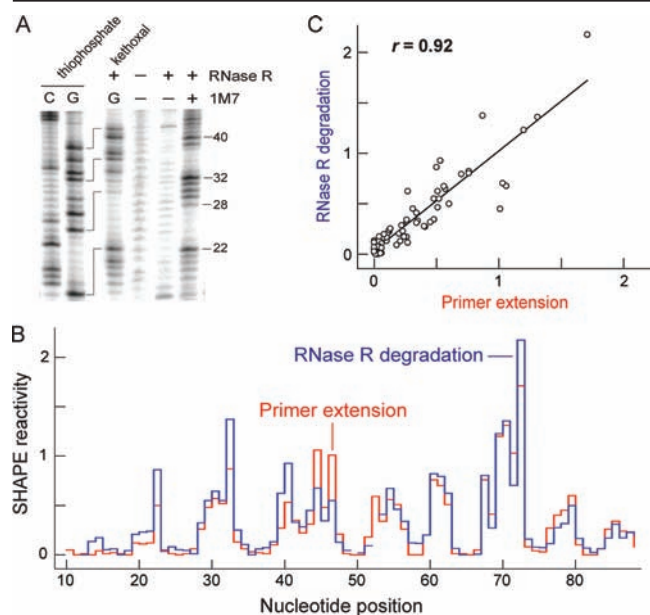 A
thiophosphate
kethoxal
+ − + + RNase R
C G G + 1M7
40
32
28
22
C
r = 0.92
RNase R degradation
2
1
0
0 1 2
Primer extension
B
RNase R degradation
Primer extension
SHAPE reactivity
2
1
0
10 20 30 40 50 60 70 80
Nucleotide position